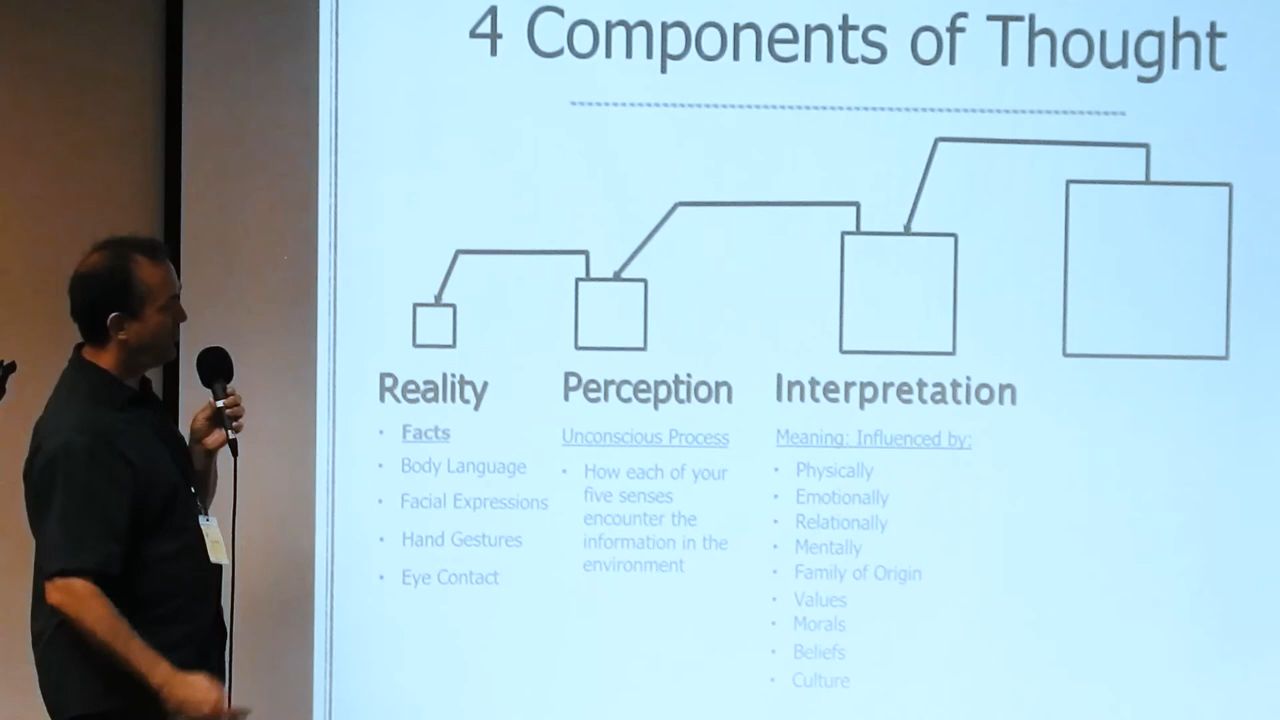 4 Components of Thought
Reality
• Facts
• Body Language
• Facial Expressions
• Hand Gestures
• Eye Contact
Perception
Unconscious Process
• How each of your
five senses
encounter the
information in the
environment
Interpretation
Meaning: Influenced by:
• Physically
• Emotionally
• Relationally
• Mentally
• Family of Origin
• Values
• Morals
• Beliefs
• Culture